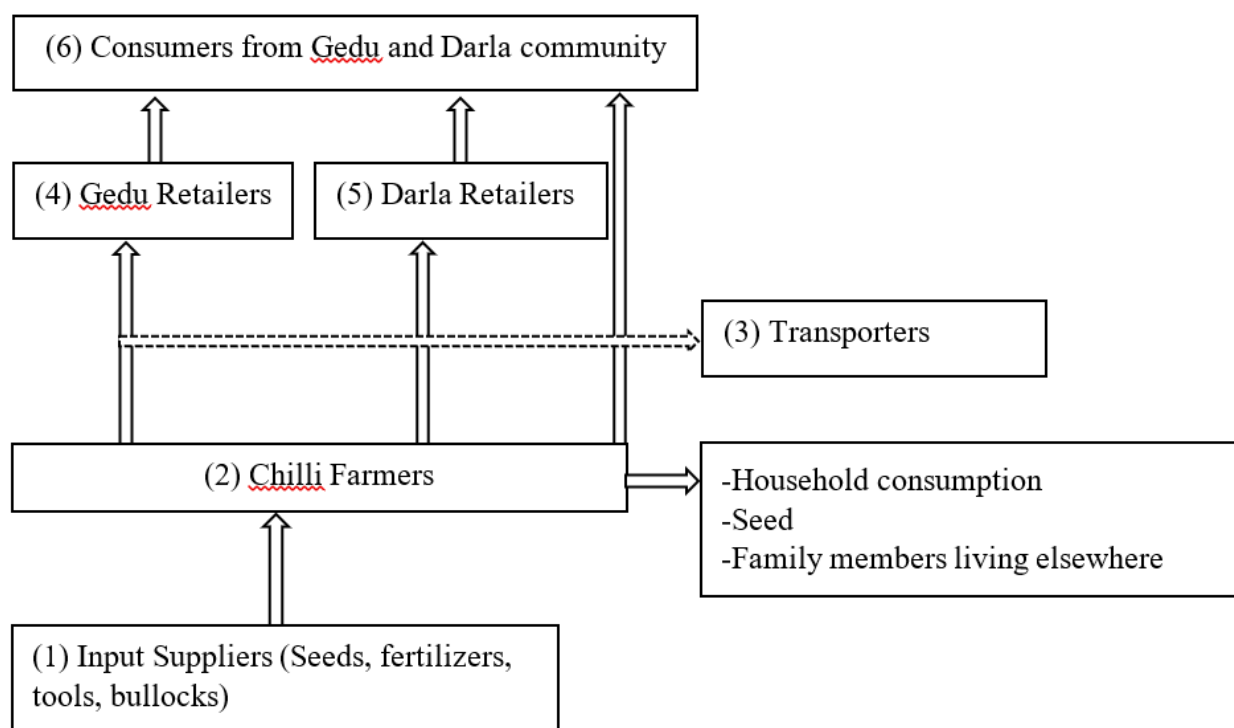 (6) Consumers from Gedu and Darla community
(4) Gedu Retailers
(5) Darla Retailers
(3) Transporters
(2) Chilli Farmers
-Household consumption
-Seed
-Family members living elsewhere
(1) Input Suppliers (Seeds, fertilizers,
tools, bullocks)